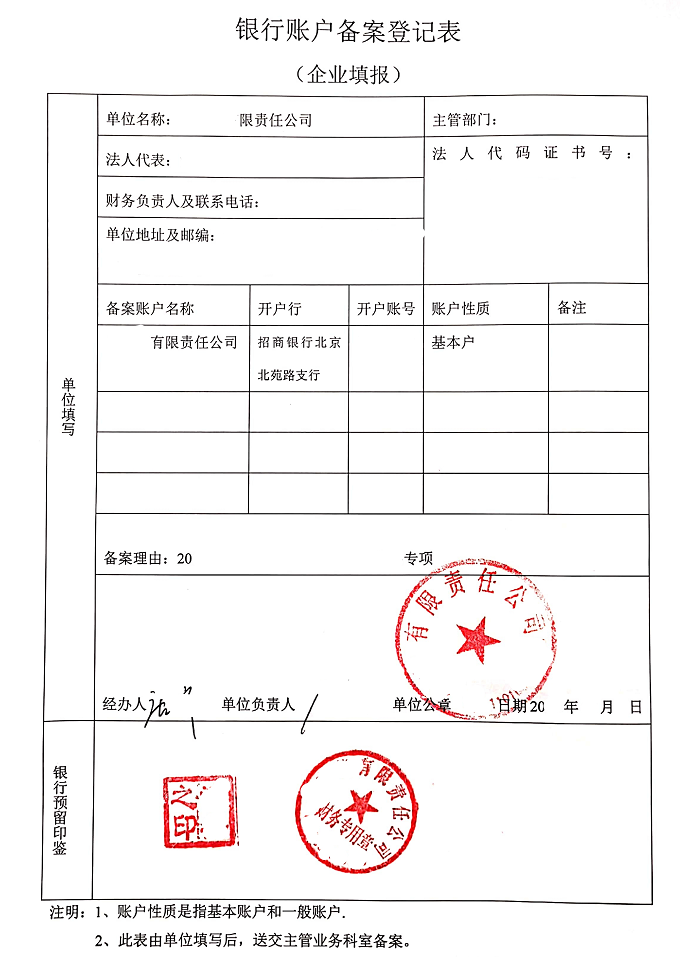 银行账户备案登记表
（企业填报）
单位名称： 限责任公司
主管部门：
法人代表：
法人代码证书号：
财务负责人及联系电话：
单位地址及邮编：
备案账户名称 开户行 开户账号 账户性质 备注
有限责任公司 招商银行北京 基本户
北苑路支行
单位填写
备案理由：20 专项
有限责任公司
1101
经办人 单位负责人 单位公章 日期20 年 月 日
银行预留印鉴
之印
有限责任公司
财务专用章
注明：1、账户性质是指基本账户和一般账户.
2、此表由单位填写后，送交主管业务科室备案。